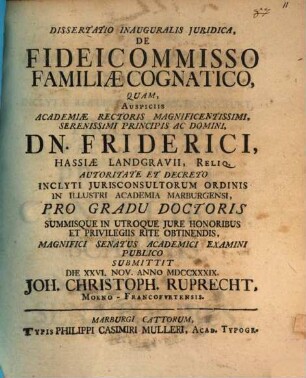 DISSERTATIO INAUGURALIS JURIDICA,
DE
FIDEICOMMISSO
FAMILIÆ COGNATICO,
QUAM,
AUSPICIIS
ACADEMIÆ RECTORIS MAGNIFICENTISSIMI,
SERENISSIMI PRINCIPIS AC DOMINI,
DN. FRIDERICI,
HASSIÆ LANDGRAVII, RELIQ.
AUTORITATE ET DECRETO
INCLYTI JURISCONSULTORUM ORDINIS
IN ILLUSTRI ACADEMIA MARBURGENSI,
PRO GRADU DOCTORIS
SUMMISQUE IN UTROQUE JURE HONORIBUS
ET PRIVILEGIIS RITE OBTINENDIS,
MAGNIFICI SENATUS ACADEMICI EXAMINI
PUBLICO
SUBMITTIT
DIE XXVI. NOV. ANNO MDCCXXXIX.
JOH. CHRISTOPH. RUPRECHT,
MOENO-FRANCOFURTENSIS.
MARBURGI CATTORUM,
TYPIS PHILIPPI CASIMIRI MULLERI, ACAD. TYPOGR.